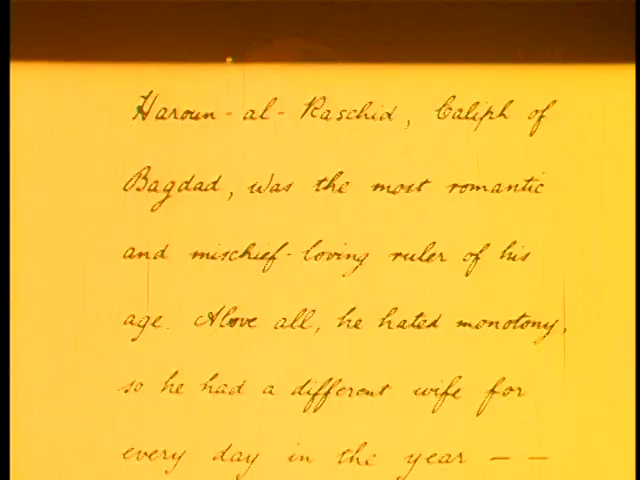 Haroun-al-Raschid, Caliph of
Bagdad, was the most romantic
and mischief-loving ruler of his
age. Above all, he hated monotony,
so he had a different wife for
every day in the year — —